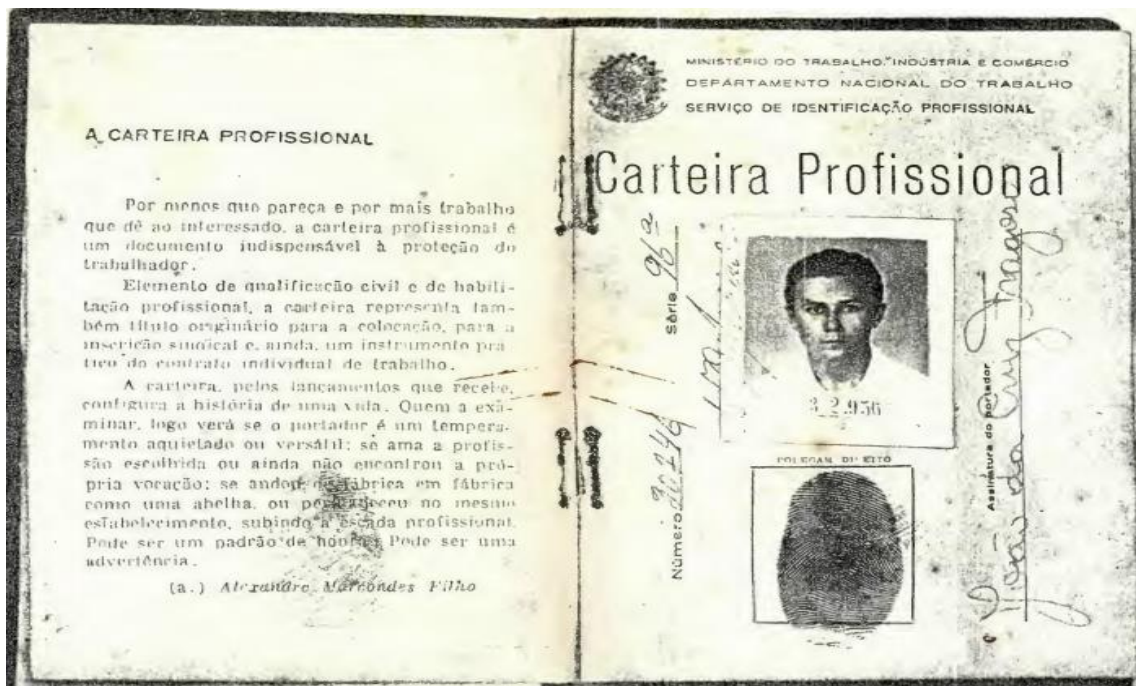 A CARTEIRA PROFISSIONAL
Por menos que pareça e por mais trabalho
que dê ao interessado, a carteira profissional é
um documento indispensável à proteção do
trabalhador.
Elemento de qualificação civil e de habili-
tação profissional, a carteira representa tam-
bém título originário para a colocação, para a
inscrição sindical e, ainda, um instrumento prá-
tico do contrato individual de trabalho.
A carteira, pelos lançamentos que recebe,
configura a história de uma vida. Quem a exa-
minar, logo verá se o portador é um tempera-
mento aquietado ou versátil; se ama a profis-
são escolhida ou ainda não encontrou a pró-
pria vocação; se andou de fábrica em fábrica
como uma abelha, ou permaneceu no mesmo
estabelecimento, subindo a escada profissional.
Pode ser um padrão de honra. Pode ser uma
advertência.
(a.) Alexandre Marcondes Filho
MINISTÉRIO DO TRABALHO, INDÚSTRIA E COMÉRCIO
DEPARTAMENTO NACIONAL DO TRABALHO
SERVIÇO DE IDENTIFICAÇÃO PROFISSIONAL
Carteira Profissional
Série 96a
Número 30246
3 2 956
POLEGAR DIREITO
Assinatura do portador
João da Cruz Fragoso